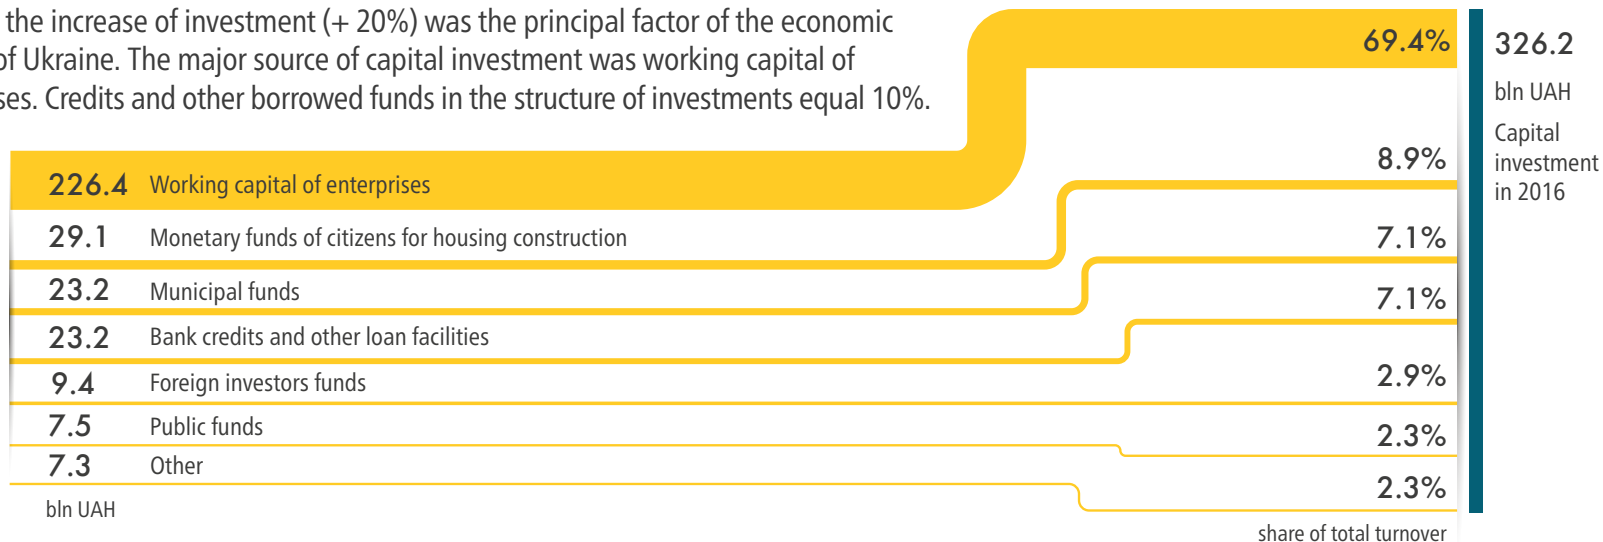 the increase of investment (+ 20%) was the principal factor of the economic
of Ukraine. The major source of capital investment was working capital of
ses. Credits and other borrowed funds in the structure of investments equal 10%.
69.4%
326.2
bln UAH
Capital
investment
in 2016
226.4 Working capital of enterprises
8.9%
29.1 Monetary funds of citizens for housing construction
7.1%
23.2 Municipal funds
7.1%
23.2 Bank credits and other loan facilities
2.9%
9.4 Foreign investors funds
7.5 Public funds
2.3%
7.3 Other
2.3%
bln UAH
share of total turnover